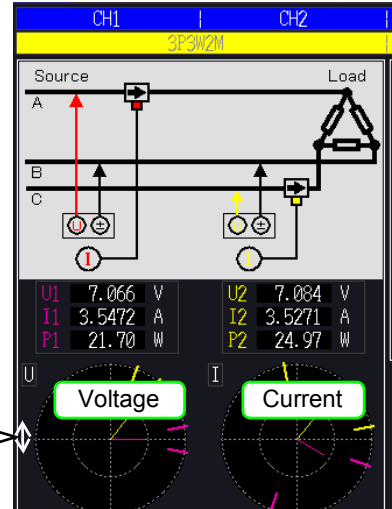 CH1 CH2
3P3W2M
Source Load
A
B
C
U ± U ±
I I
U1 7.066 V U2 7.084 V
I1 3.5472 A I2 3.5271 A
P1 21.70 W P2 24.97 W
U I
Voltage Current